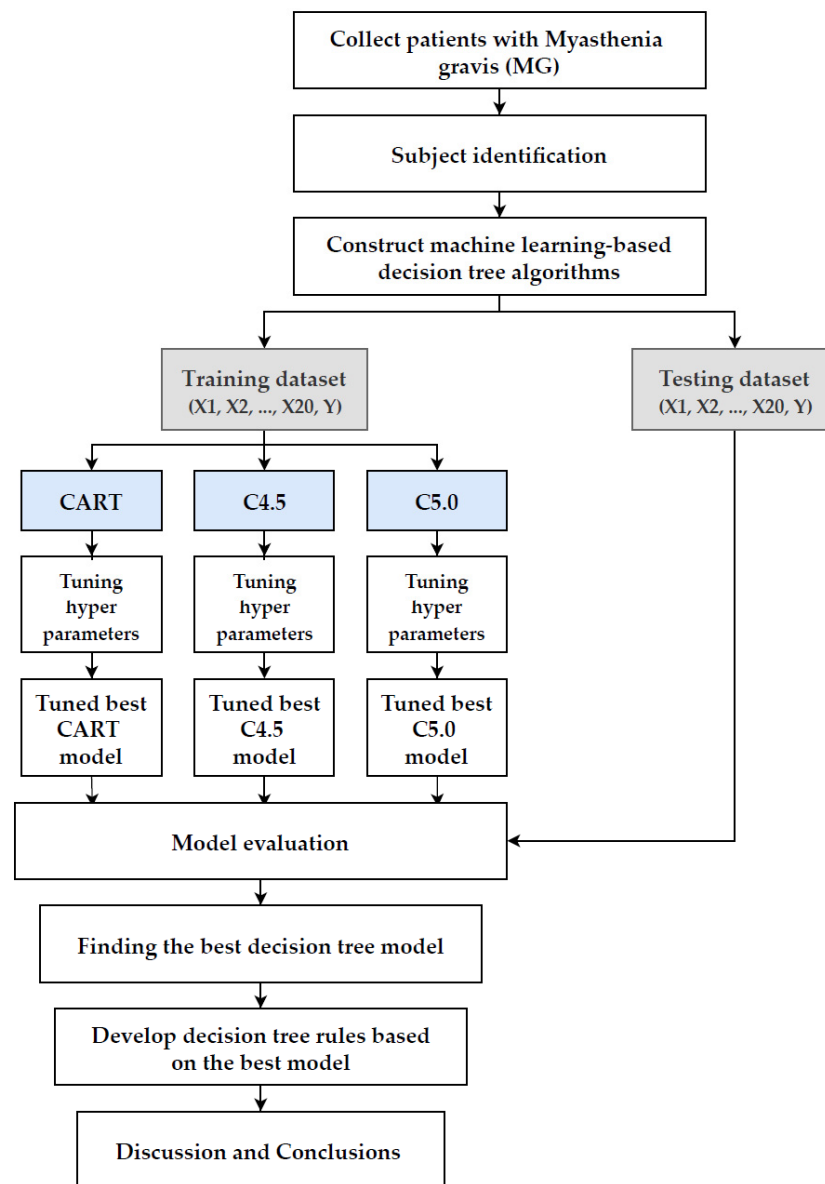 Collect patients with Myasthenia
gravis (MG)
Subject identification
Construct machine learning-based
decision tree algorithms
Training dataset
(X1, X2, ..., X20, Y)
Testing dataset
(X1, X2, ..., X20, Y)
CART
C4.5
C5.0
Tuning
hyper
parameters
Tuning
hyper
parameters
Tuning
hyper
parameters
Tuned best
CART
model
Tuned best
C4.5
model
Tuned best
C5.0
model
Model evaluation
Finding the best decision tree model
Develop decision tree rules based
on the best model
Discussion and Conclusions